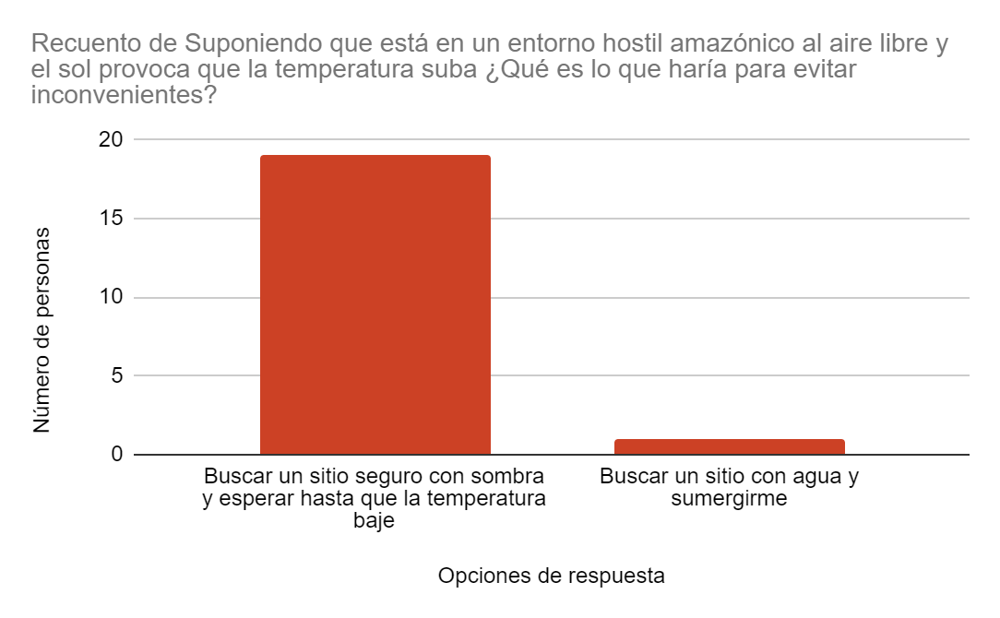 Recuento de Suponiendo que está en un entorno hostil amazónico al aire libre y
el sol provoca que la temperatura suba ¿Qué es lo que haría para evitar
inconvenientes?
20
15
10
5
0
Número de personas
Buscar un sitio seguro con sombra
y esperar hasta que la temperatura
baje
Buscar un sitio con agua y
sumergirme
Opciones de respuesta